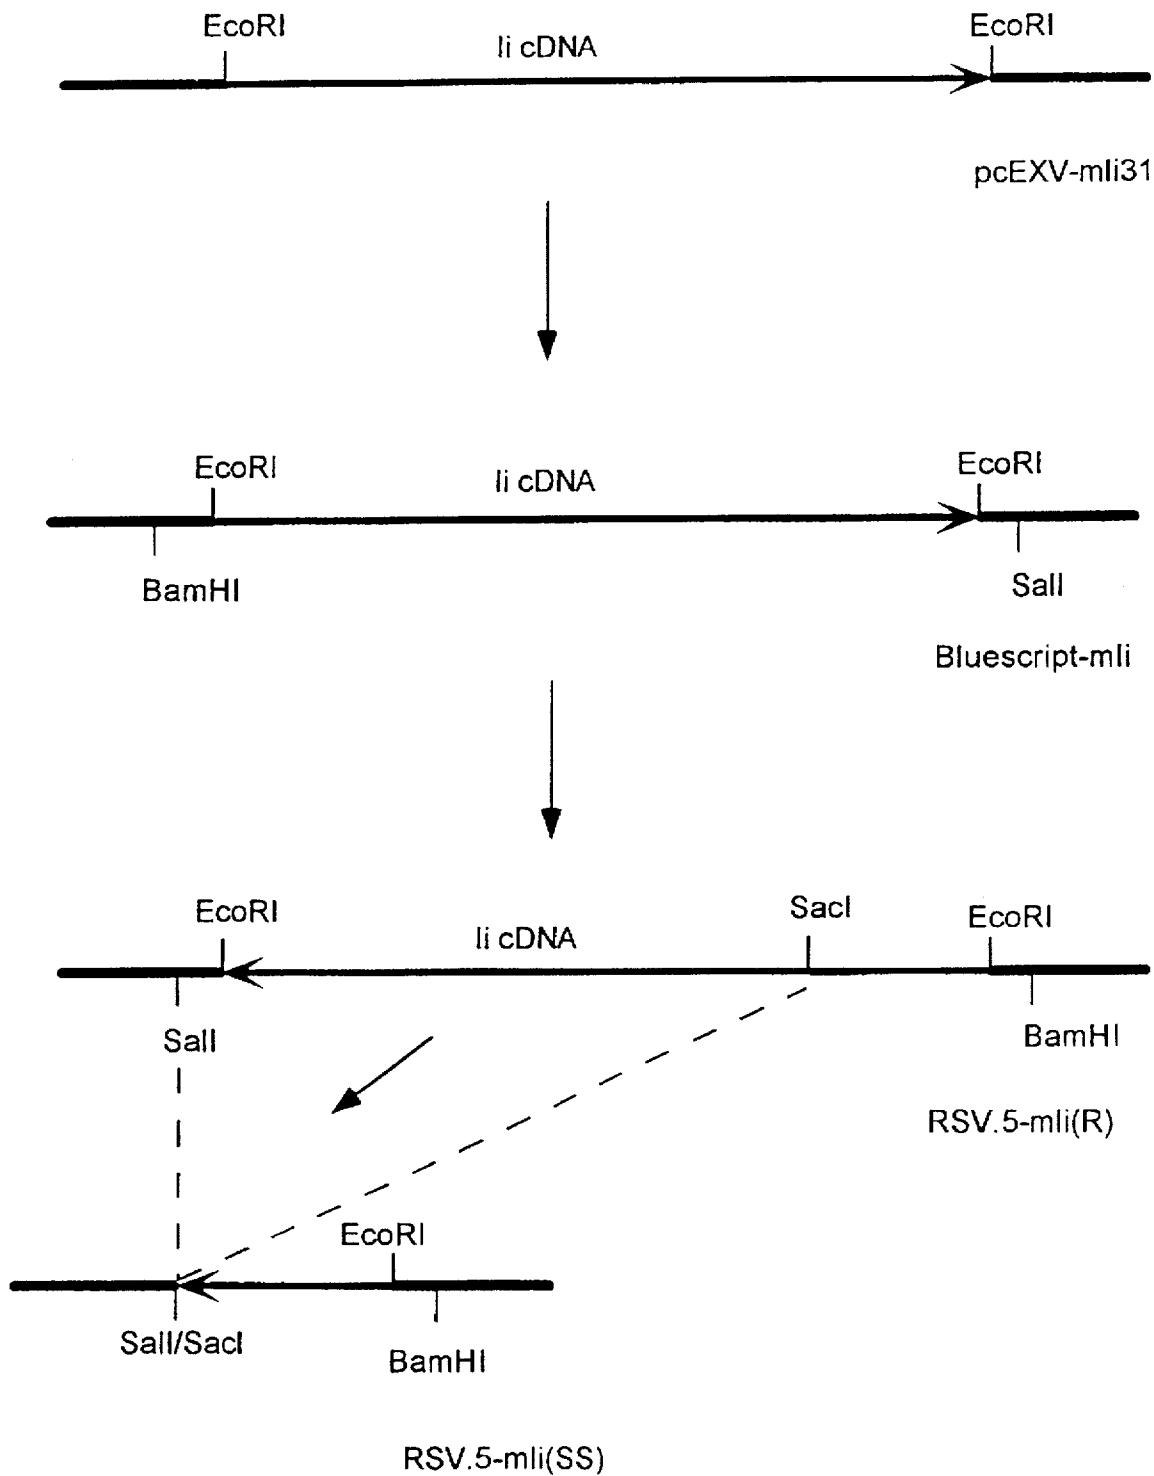 EcoRI
Ii cDNA
EcoRI
pcEXV-mIi31
EcoRI
Ii cDNA
EcoRI
BamHI
SalI
Bluescript-mIi
EcoRI
Ii cDNA
SacI
EcoRI
SalI
BamHI
RSV.5-mIi(R)
EcoRI
SalI/SacI
BamHI
RSV.5-mIi(SS)